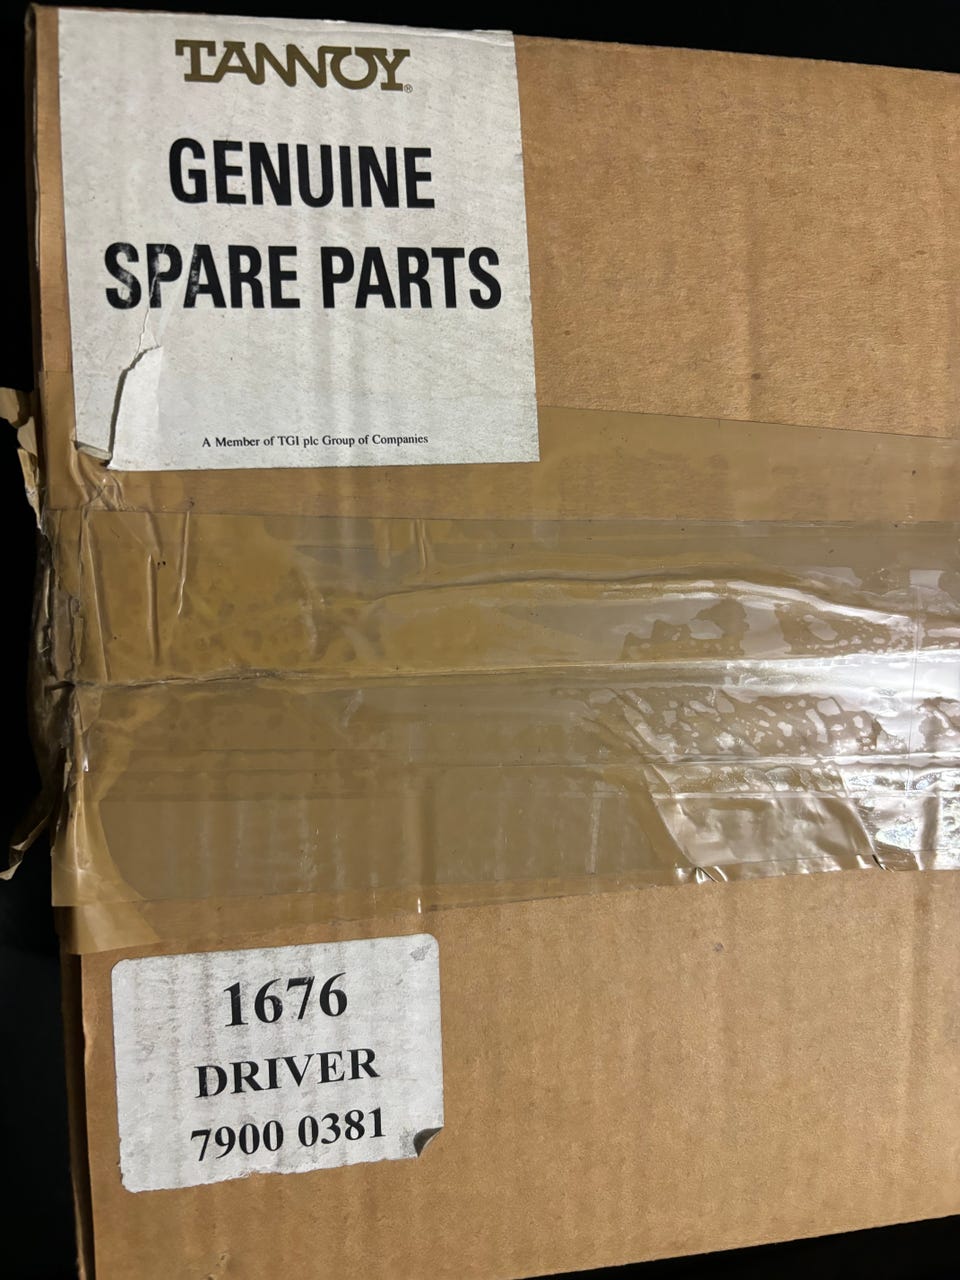 TANNOY®
GENUINE
SPARE PARTS
A Member of TGI plc Group of Companies
1676
DRIVER
7900 0381